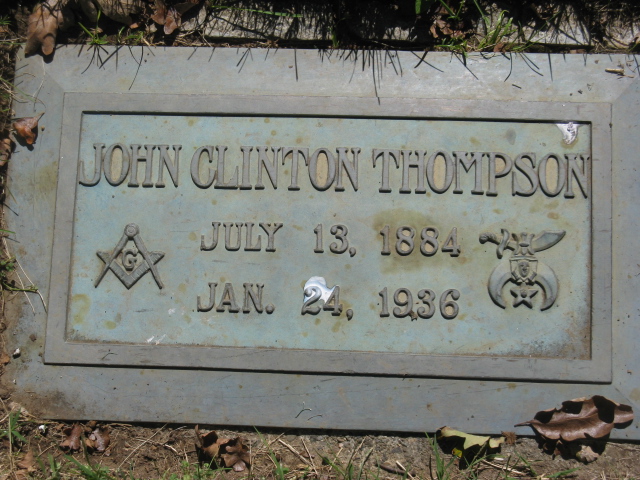 JOHN CLINTON THOMPSON
JULY 13, 1884
G
JAN. 24, 1936